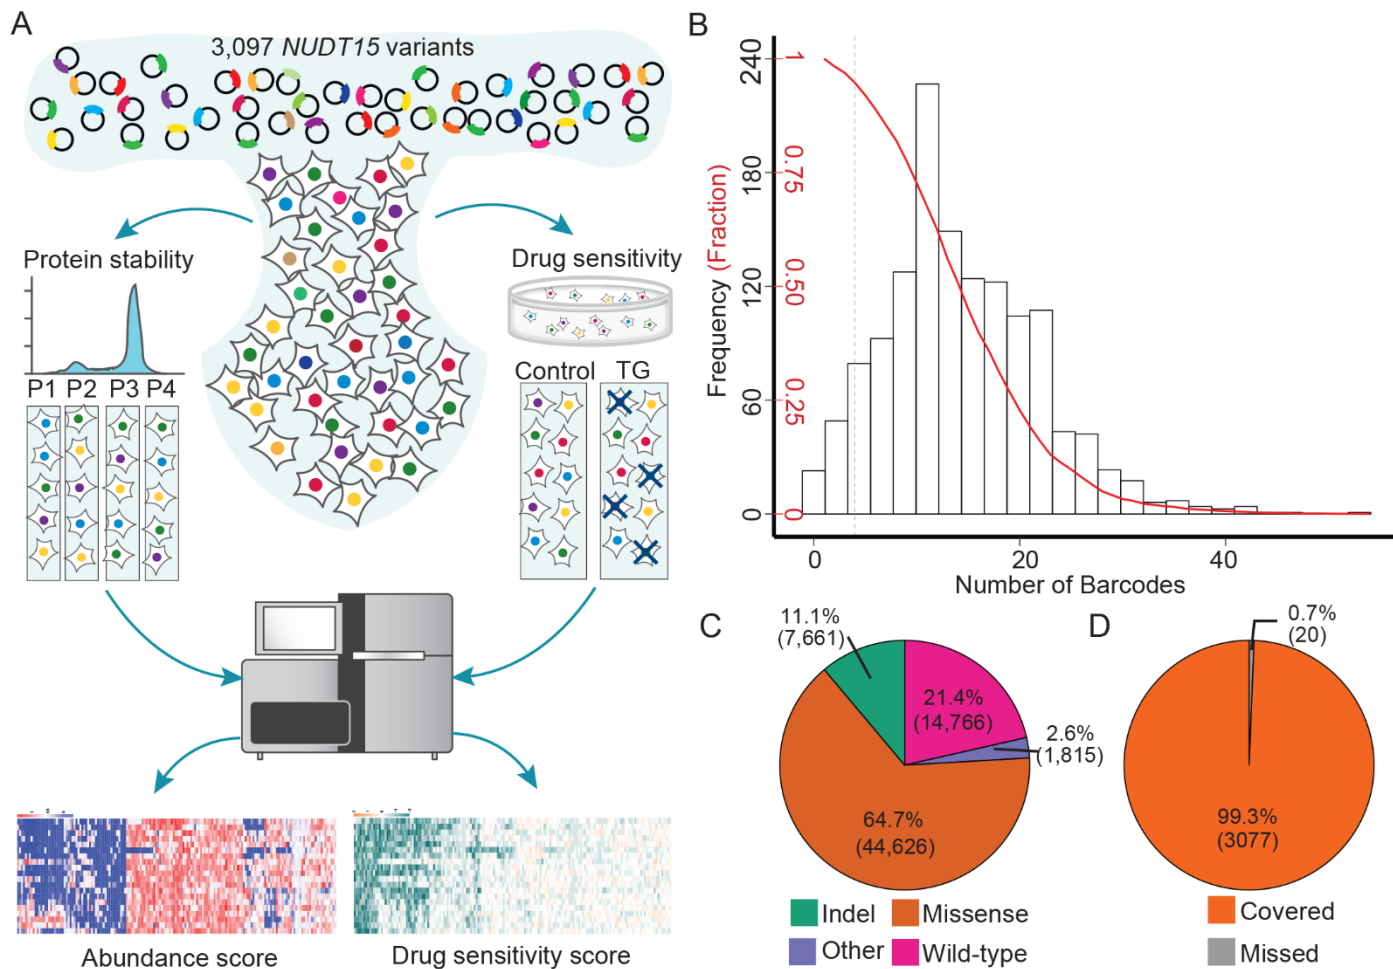 A
3,097 NUDT15 variants
Protein stability
P1 P2 P3 P4
Drug sensitivity
Control TG
Abundance score
Drug sensitivity score
B
Frequency (Fraction)
240
180
120
60
0
1
0.75
0.50
0.25
0
0 20 40
Number of Barcodes
C
11.1%
(7,661)
21.4%
(14,766)
2.6%
(1,815)
64.7%
(44,626)
Indel Missense
Other Wild-type
D
0.7%
(20)
99.3%
(3077)
Covered
Missed